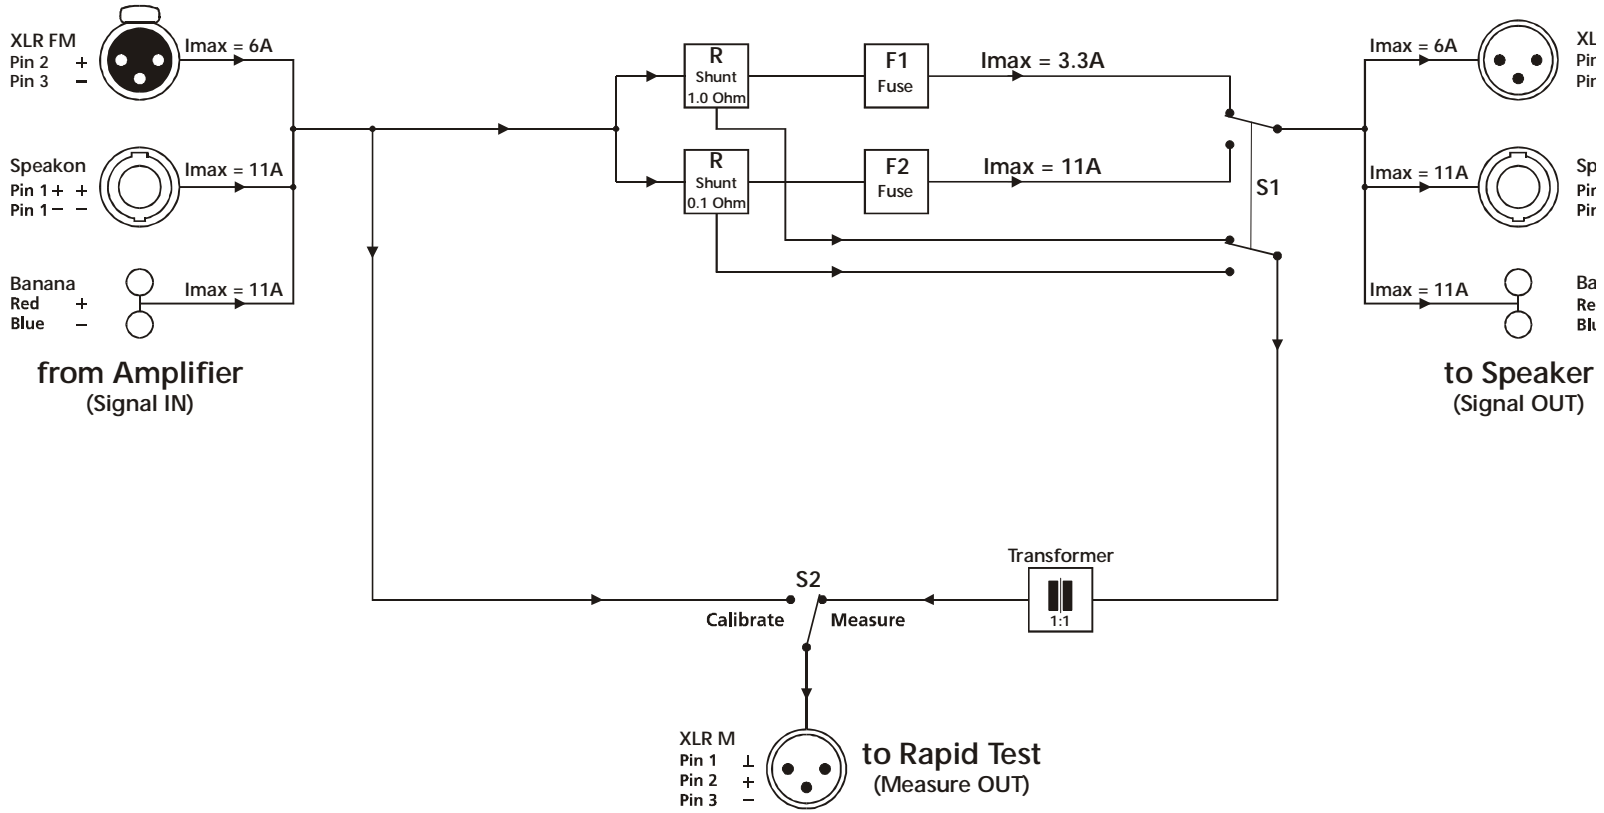 XLR FM
Pin 2 +
Pin 3 −
Imax = 6A
Speakon
Pin 1+ +
Pin 1− −
Imax = 11A
Banana
Red +
Blue −
Imax = 11A
from Amplifier
(Signal IN)
R
Shunt
1.0 Ohm
F1
Fuse
Imax = 3.3A
R
Shunt
0.1 Ohm
F2
Fuse
Imax = 11A
S1
Imax = 6A
Imax = 11A
Imax = 11A
to Speaker
(Signal OUT)
Transformer
1:1
S2
Calibrate
Measure
XLR M
Pin 1 ⊥
Pin 2 +
Pin 3 −
to Rapid Test
(Measure OUT)